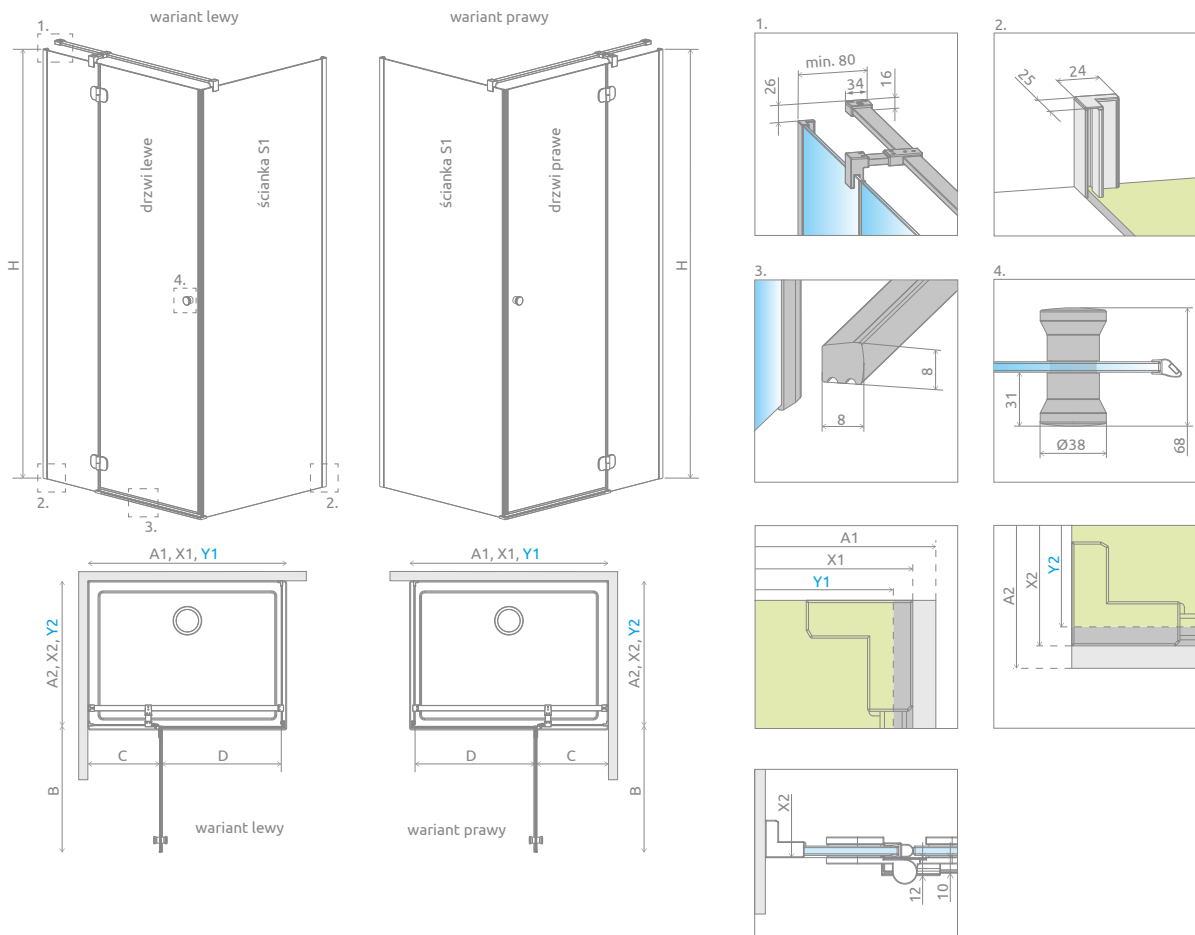 wariant lewy
wariant prawy
1.
drzwi lewe
ścianka S1
H
4.
2.
2.
3.
ścianka S1
drzwi prawe
H
A1, X1, Y1
A2, X2, Y2
C
D
B
wariant lewy
A1, X1, Y1
A2, X2, Y2
D
C
B
wariant prawy
1.
min. 80
34
16
26
2.
24
25
3.
8
8
4.
31
Ø38
68
A1
X1
Y1
A2
X2
Y2
X2
12
10